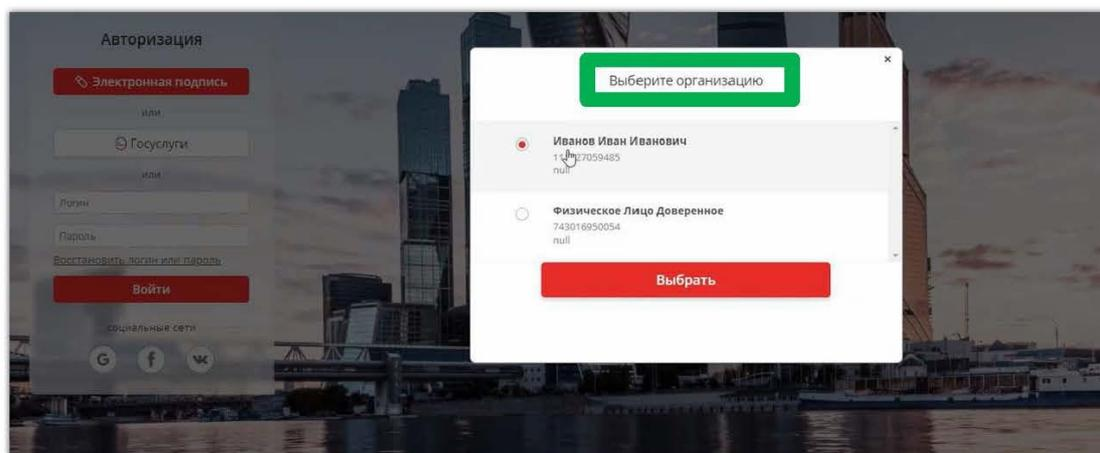 Авторизация
Электронная подпись
или
Госуслуги
или
Логин
Пароль
Восстановить логин или пароль
Войти
социальные сети
G f
Выберите организацию
×
Иванов Иван Иванович
27059485
null
Физическое Лицо Доверенное
743016950054
null
Выбрать